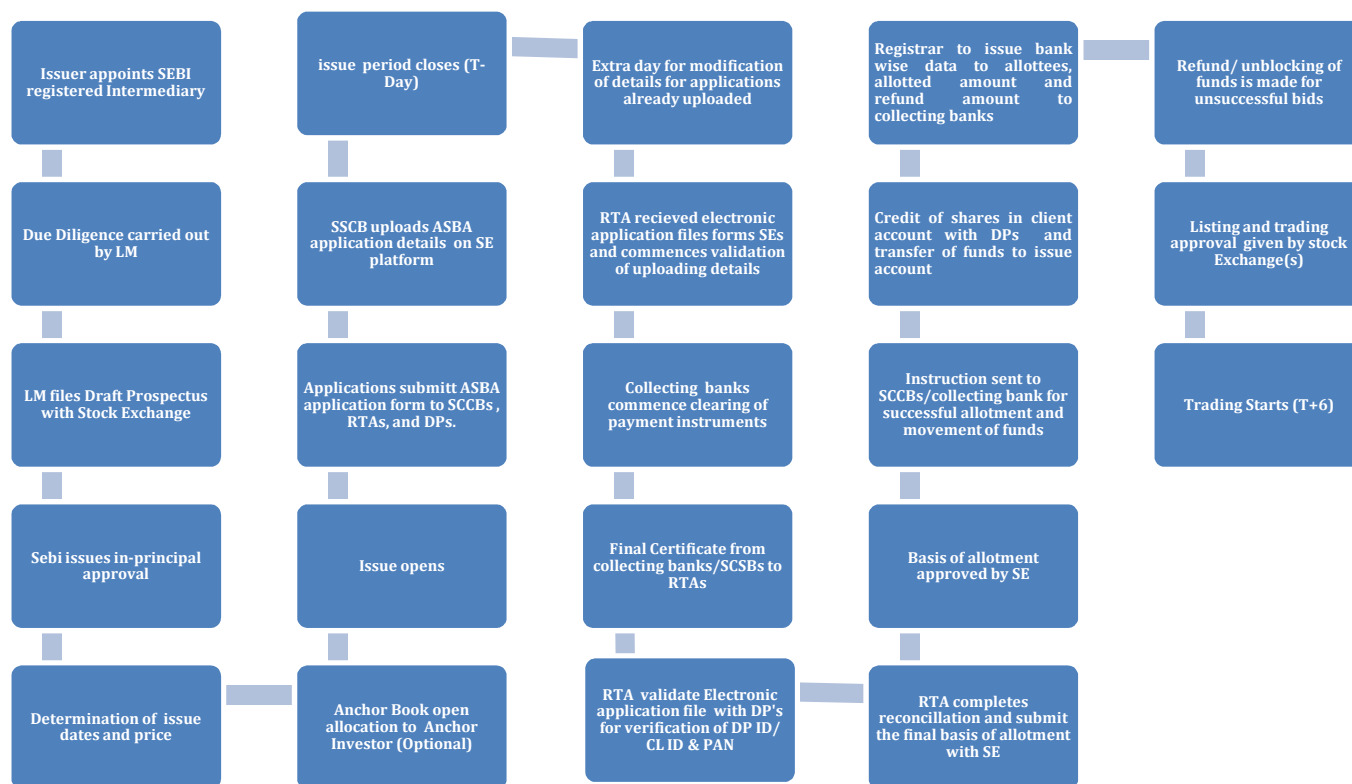 Issuer appoints SEBI
registered Intermediary
Due Diligence carried out
by LM
LM files Draft Prospectus
with Stock Exchange
Sebi issues in-principal
approval
Determination of issue
dates and price
Anchor Book open
allocation to Anchor
Investor (Optional)
Issue opens
Applications submitt ASBA
application form to SCCBs ,
RTAs, and DPs.
SSCB uploads ASBA
application details on SE
platform
issue period closes (T-
Day)
Extra day for modification
of details for applications
already uploaded
RTA recieved electronic
application files forms SEs
and commences validation
of uploading details
Collecting banks
commence clearing of
payment instruments
Final Certificate from
collecting banks/SCSBs to
RTAs
RTA validate Electronic
application file with DP's
for verification of DP ID/
CL ID & PAN
RTA completes
reconcillation and submit
the final basis of allotment
with SE
Basis of allotment
approved by SE
Instruction sent to
SCCBs/collecting bank for
successful allotment and
movement of funds
Credit of shares in client
account with DPs and
transfer of funds to issue
account
Registrar to issue bank
wise data to allottees,
allotted amount and
refund amount to
collecting banks
Refund/ unblocking of
funds is made for
unsuccessful bids
Listing and trading
approval given by stock
Exchange(s)
Trading Starts (T+6)